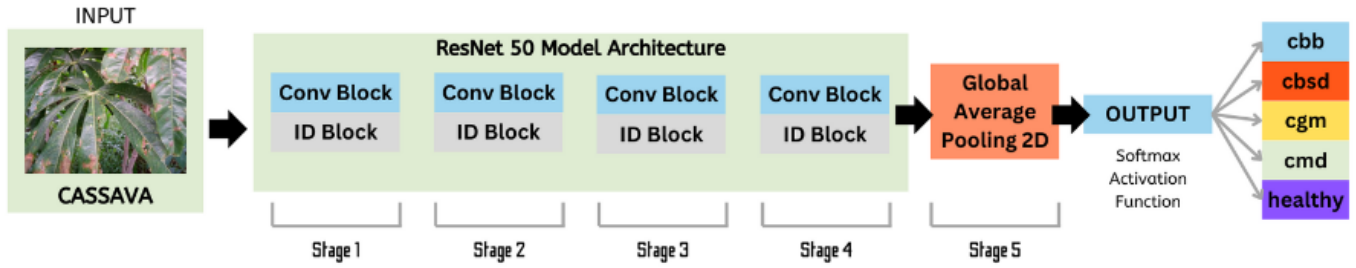 INPUT
CASSAVA
ResNet 50 Model Architecture
Conv Block
ID Block
Conv Block
ID Block
Conv Block
ID Block
Conv Block
ID Block
Global
Average
Pooling 2D
OUTPUT
Softmax
Activation
Function
cbb
cbsd
cgm
cmd
healthy
Stage 1
Stage 2
Stage 3
Stage 4
Stage 5